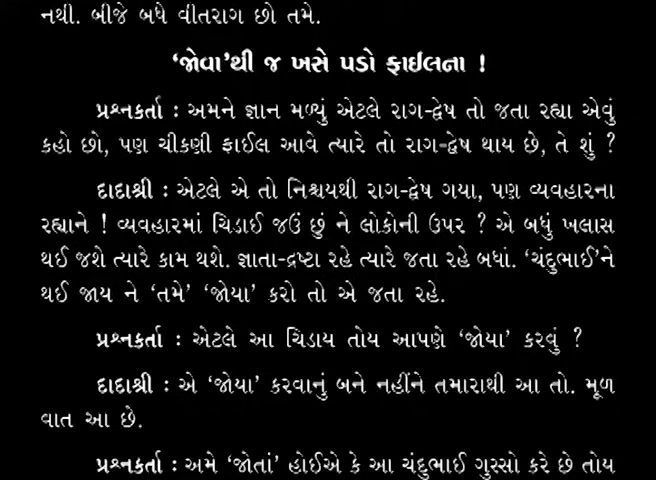 નથી. બીજે બધે વીતરાગ છો તમે.
‘જોવા’થી જ ખસે પડો ફાઈલના !
પ્રશ્નકર્તા : અમને જ્ઞાન મળ્યું એટલે રાગ-દ્વેષ તો જતા રહ્યા એવું
કહો છો, પણ ચીકણી ફાઈલ આવે ત્યારે તો રાગ-દ્વેષ થાય છે, તે શું ?
દાદાશ્રી : એટલે એ તો નિશ્ચયથી રાગ-દ્વેષ ગયા, પણ વ્યવહારના
રહ્યાને ! વ્યવહારમાં ચિડાઈ જઉં છું ને લોકોની ઉપર ? એ બધું ખલાસ
થઈ જશે ત્યારે કામ થશે. જ્ઞાતા-દ્રષ્ટા રહે ત્યારે જતા રહે બધાં. ‘ચંદુભાઈ’ને
થઈ જાય ને ‘તમે’ ‘જોયા’ કરો તો એ જતા રહે.
પ્રશ્નકર્તા : એટલે આ ચિડાય તોય આપણે ‘જોયા’ કરવું ?
દાદાશ્રી : એ ‘જોયા’ કરવાનું બને નહીંને તમારાથી આ તો. મૂળ
વાત આ છે.
પ્રશ્નકર્તા : અમે ‘જોતાં’ હોઈએ કે આ ચંદુભાઈ ગુસ્સો કરે છે તોય